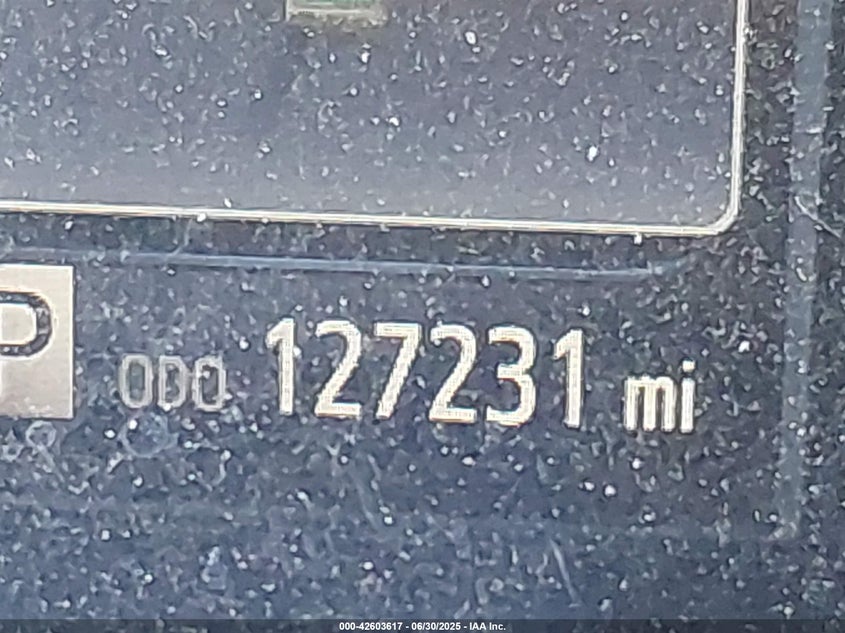 P ODO 127231 mi
000-42603617 - 06/30/2025 - IAA Inc.